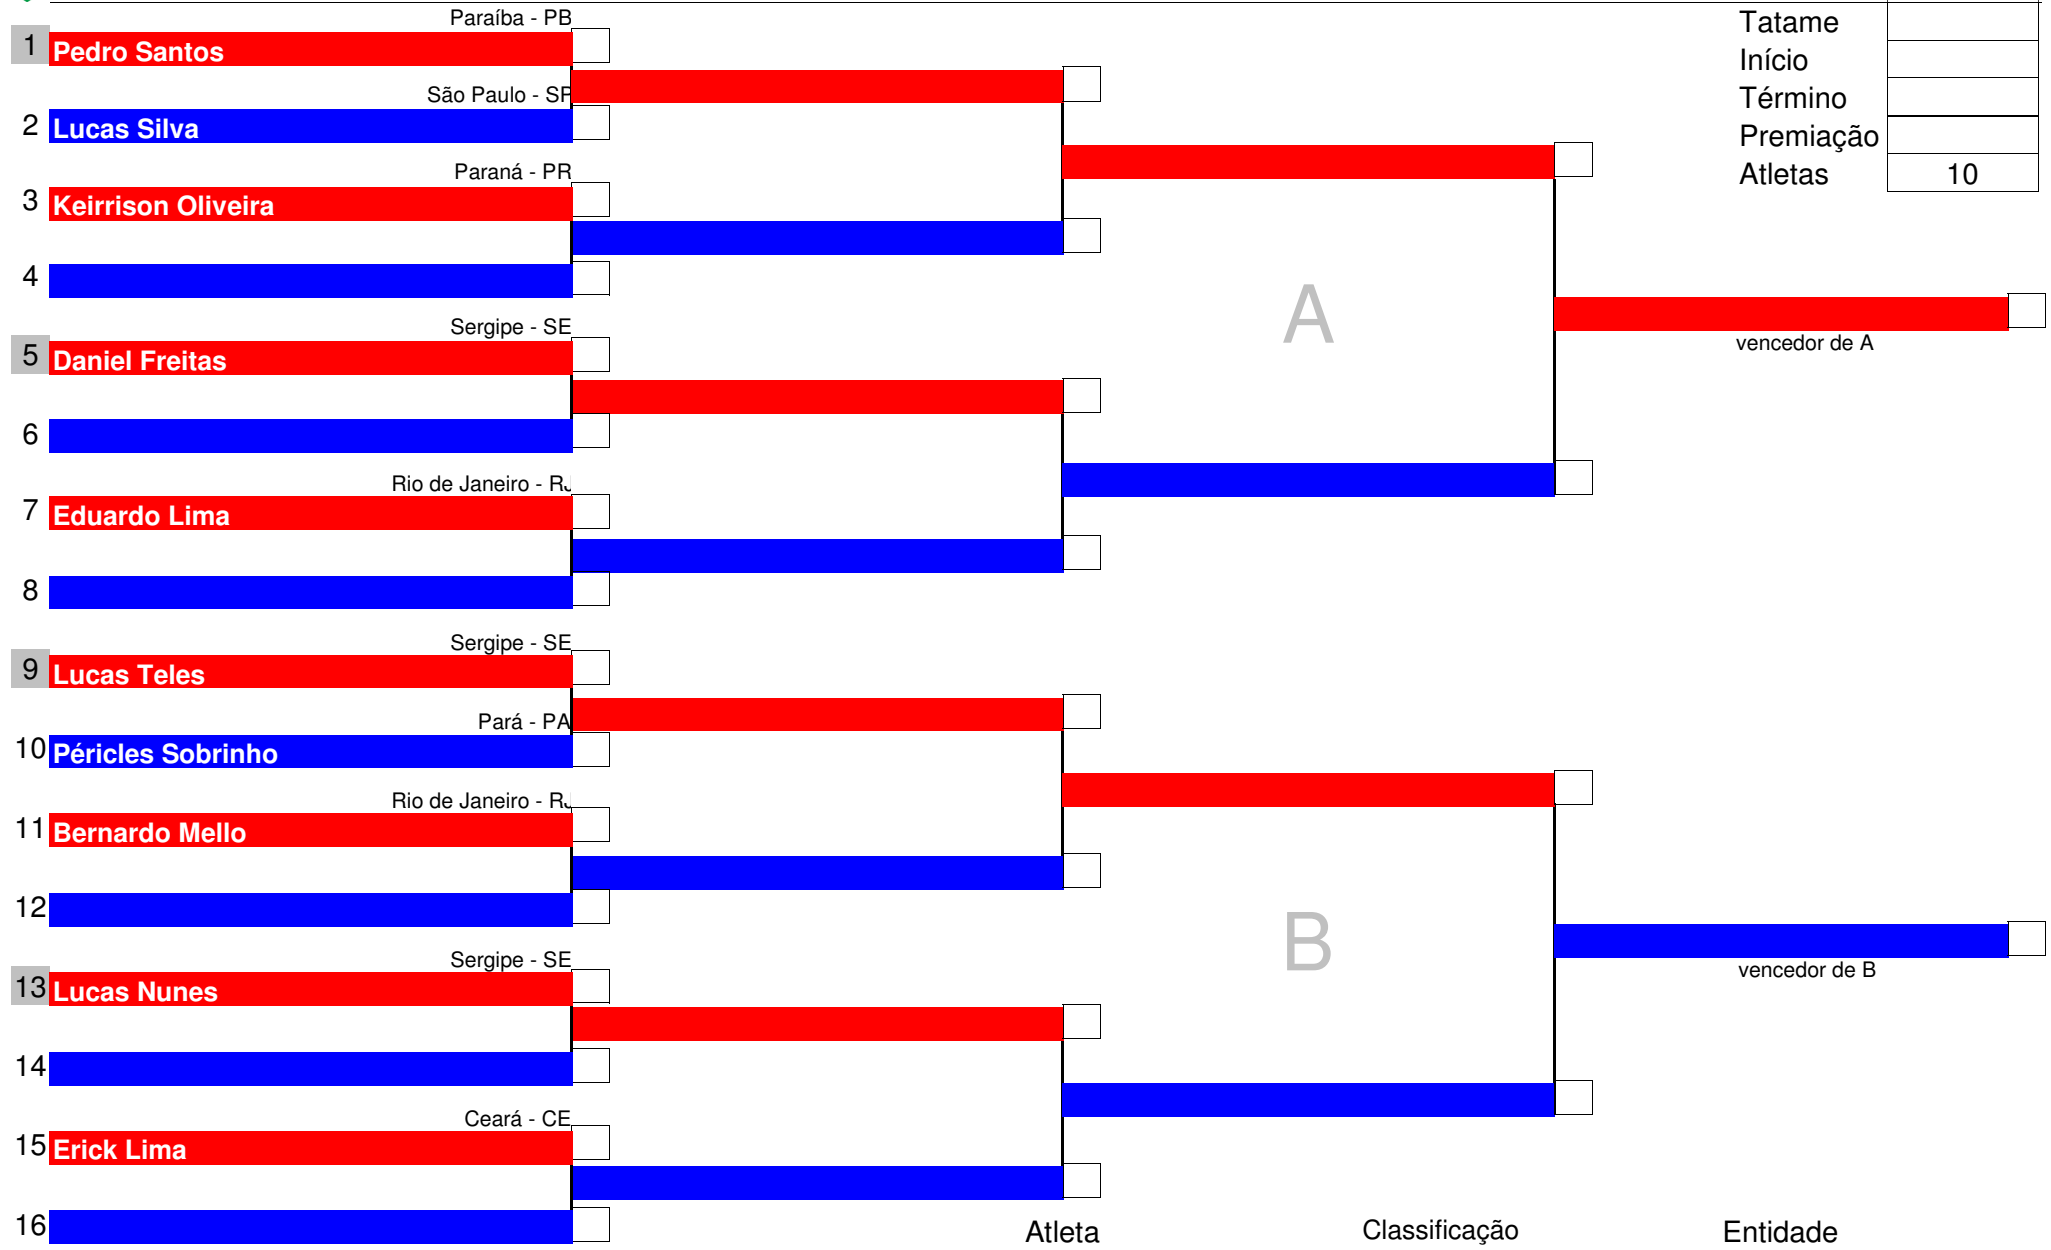 Paraíba - PB
1 Pedro Santos
São Paulo - SP
2 Lucas Silva
Paraná - PR
3 Keirrison Oliveira
4
Sergipe - SE
5 Daniel Freitas
6
Rio de Janeiro - RJ
7 Eduardo Lima
8
Sergipe - SE
9 Lucas Teles
Pará - PA
10 Péricles Sobrinho
Rio de Janeiro - RJ
11 Bernardo Mello
12
Sergipe - SE
13 Lucas Nunes
14
Ceará - CE
15 Erick Lima
16
A
B
Tatame
Início
Término
Premiação
Atletas 10
vencedor de A
vencedor de B
Atleta Classificação Entidade